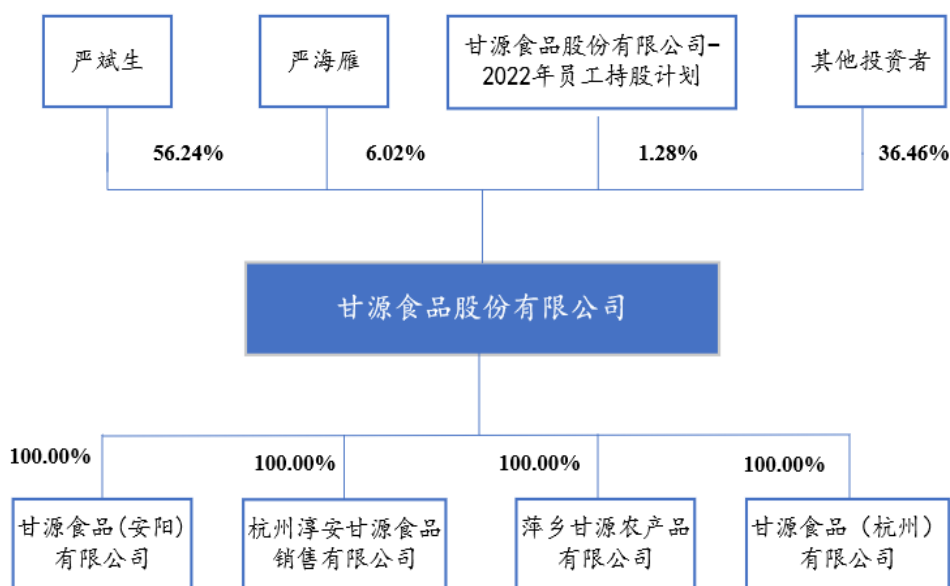 严斌生
严海雁
甘源食品股份有限公司-
2022年员工持股计划
其他投资者
56.24%
6.02%
1.28%
36.46%
甘源食品股份有限公司
100.00%
100.00%
100.00%
100.00%
甘源食品(安阳)
有限公司
杭州淳安甘源食品
销售有限公司
萍乡甘源农产品
有限公司
甘源食品（杭州）
有限公司